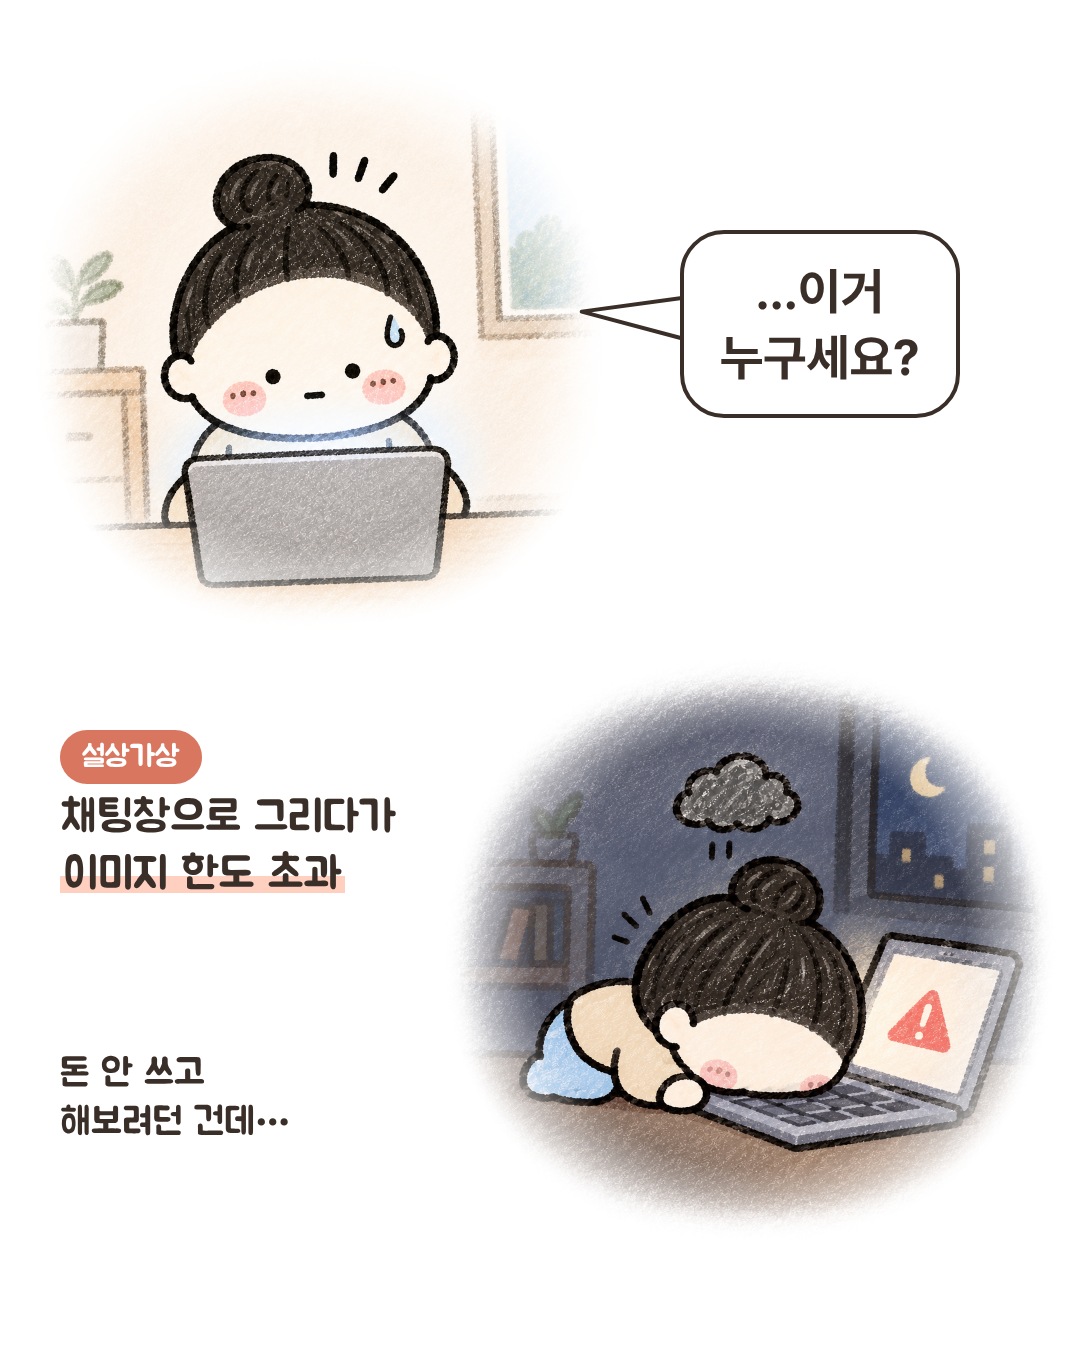 ...이거
누구세요?
설상가상
채팅창으로 그리다가
이미지 한도 초과
돈 안 쓰고
해보려던 건데...